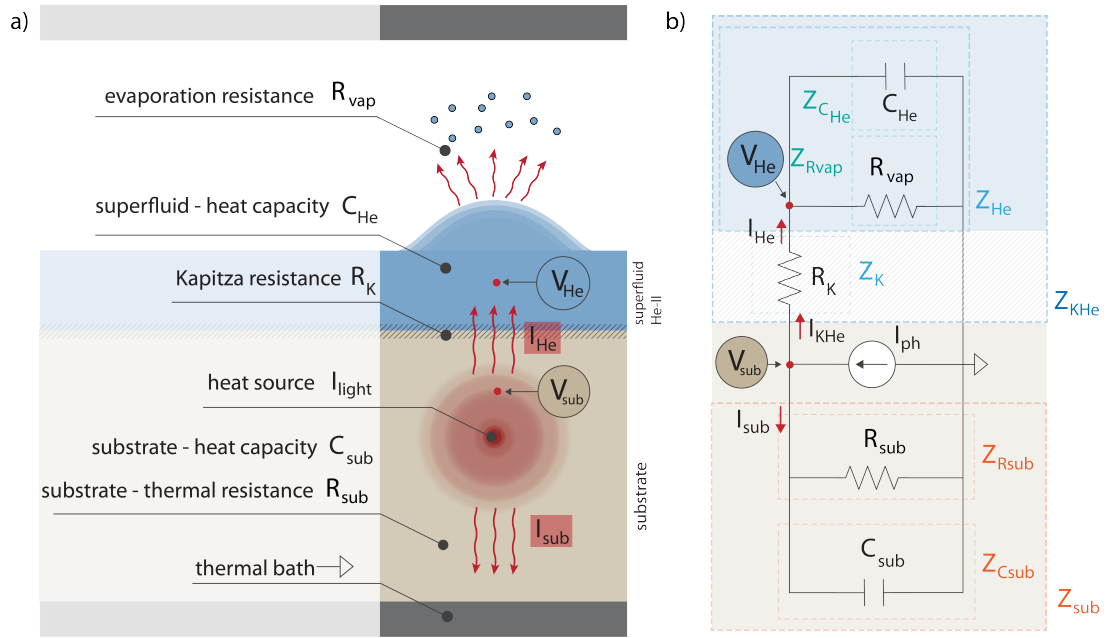 a)
evaporation resistance R_vap
superfluid - heat capacity C_He
Kapitza resistance R_K
V_He
superfluid
He-II
I_He
heat source I_light
V_sub
substrate - heat capacity C_sub
substrate - thermal resistance R_sub
I_sub
substrate
thermal bath
b)
Z_C_He
C_He
V_He
Z_Rvap
R_vap
Z_He
I_He
R_K
Z_K
Z_KHe
I_KHe
I_ph
V_sub
I_sub
R_sub
Z_Rsub
C_sub
Z_Csub
Z_sub